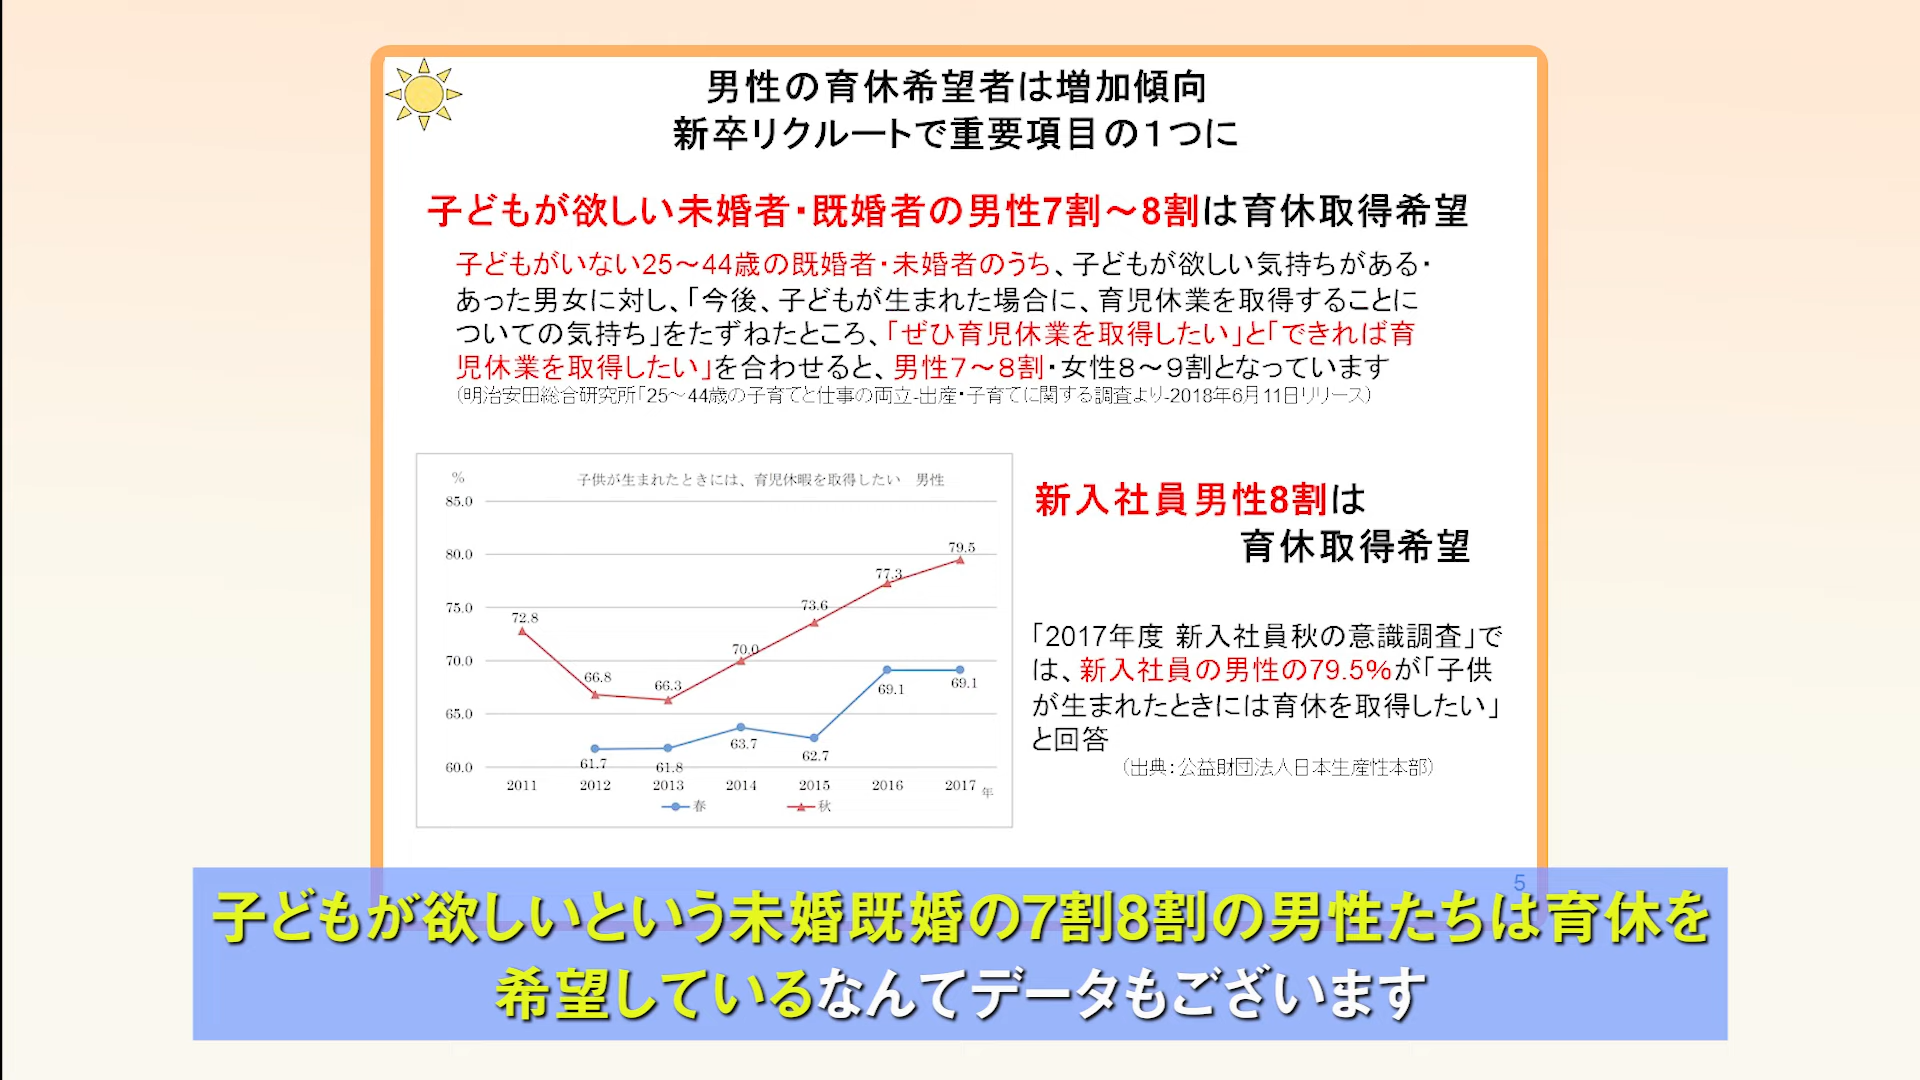 男性の育休希望者は増加傾向
新卒リクルートで重要項目の１つに
子どもが欲しい未婚者・既婚者の男性7割～8割は育休取得希望
子どもがいない25～44歳の既婚者・未婚者のうち、子どもが欲しい気持ちがある・
あった男女に対し、「今後、子どもが生まれた場合に、育児休業を取得することに
ついての気持ち」をたずねたところ、「ぜひ育児休業を取得したい」と「できれば育
児休業を取得したい」を合わせると、男性７～８割・女性８～９割となっています
（明治安田総合研究所「25～44歳の子育てと仕事の両立-出産・子育てに関する調査より-2018年6月11日リリース）
% 子供が生まれたときには、育児休暇を取得したい 男性
85.0
80.0
75.0
70.0
65.0
60.0
72.8
66.8
66.3
70.0
73.6
77.3
79.5
61.7
61.8
63.7
62.7
69.1
69.1
2011 2012 2013 2014 2015 2016 2017 年
春 秋
新入社員男性8割は
育休取得希望
「2017年度 新入社員秋の意識調査」で
は、新入社員の男性の79.5%が「子供
が生まれたときには育休を取得したい」
と回答
（出典：公益財団法人日本生産性本部）
5
子どもが欲しいという未婚既婚の7割8割の男性たちは育休を
希望しているなんてデータもございます